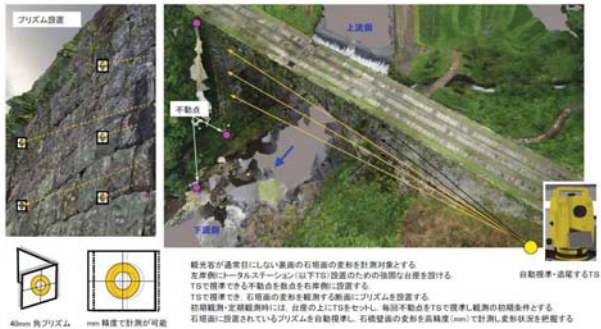 プリズム設置
上流側
不動点
下流側
自動視準・追尾するTS
40mm 角プリズム
mm 精度で計測が可能
観光客が通常目にしない裏面の石垣面の変形を計測対象とする。
左岸側にトータルステーション(以下TS)設置のための強固な台座を設ける。
TSで視準できる不動点を数点を右岸側に設置する。
TSで視準でき、石垣面の変形を観測する断面にプリズムを設置する。
初期観測・定期観測時には、台座の上にTSをセットし、毎回不動点をTSで視準し観測の初期条件とする。
石垣面に設置されているプリズムを自動視準し、石橋壁面の変形を高精度(mm)で計測し変形状況を把握する